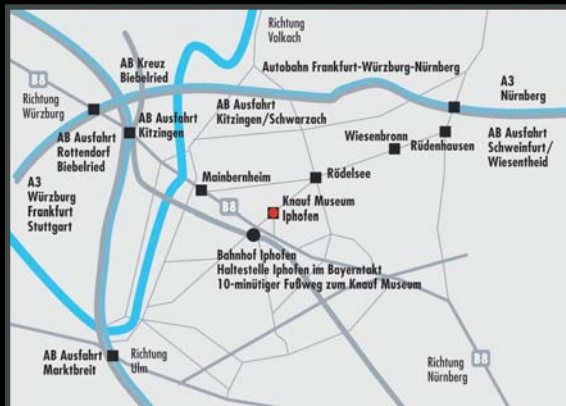 Richtung
Volkach
AB Kreuz
Biebelried
Autobahn Frankfurt-Würzburg-Nürnberg
B8
Richtung
Würzburg
A3
Nürnberg
AB Ausfahrt
Kitzingen
AB Ausfahrt
Kitzingen/Schwarzach
AB Ausfahrt
Rottendorf
Biebelried
Wiesenbronn
Rüdenhausen
AB Ausfahrt
Schweinfurt/
Wiesentheid
Mainbernheim
Rödelsee
A3
Würzburg
Frankfurt
Stuttgart
B8
Knauf Museum
Iphofen
Bahnhof Iphofen
Haltestelle Iphofen im Bayerntakt
10-minütiger Fußweg zum Knauf Museum
AB Ausfahrt
Marktbreit
Richtung
Ulm
Richtung
Nürnberg
B8